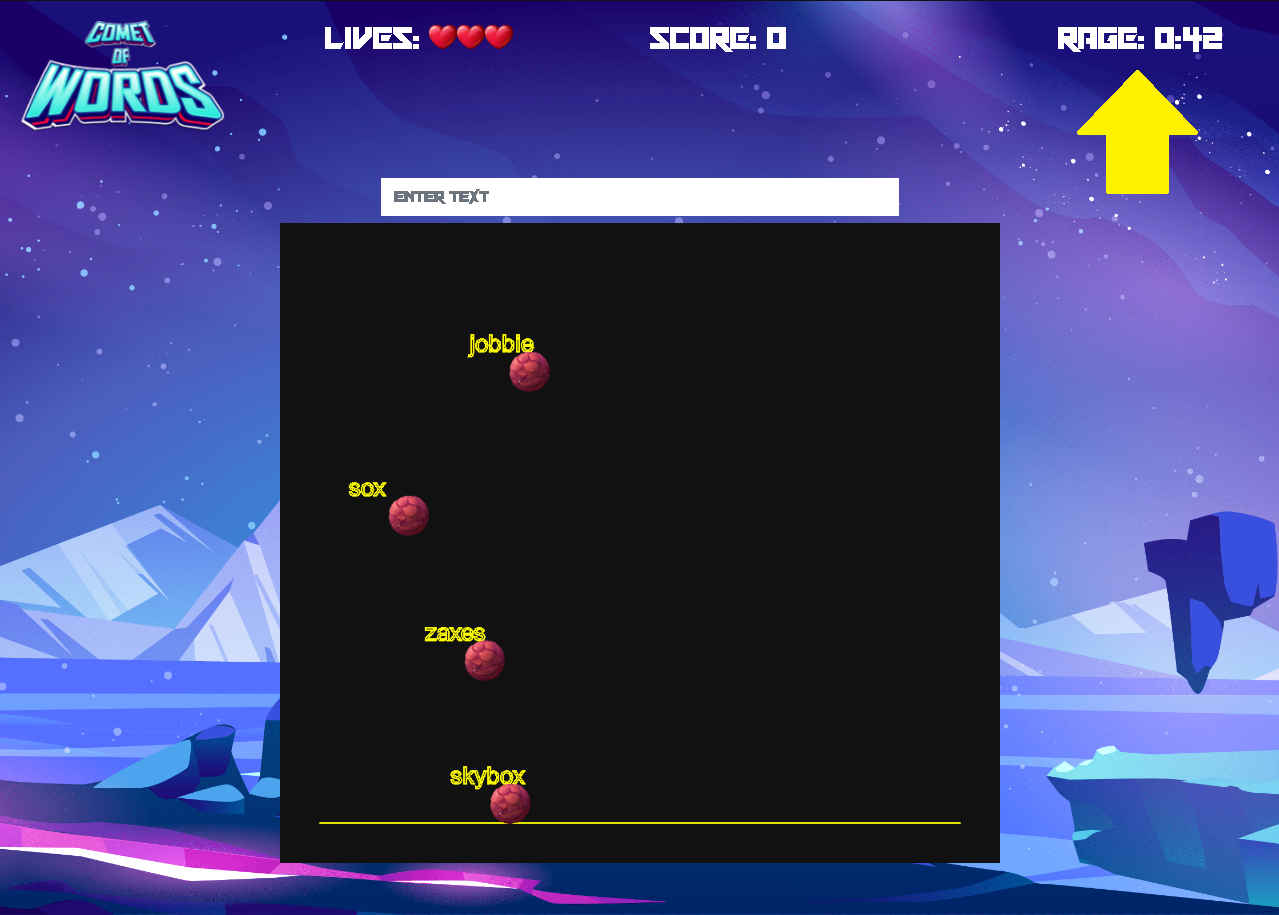 COMET
OF
WORDS
LIVES: ❤️❤️❤️
SCORE: 0
RAGE: 0:42
ENTER TEXT
jobble
sox
zaxes
skybox